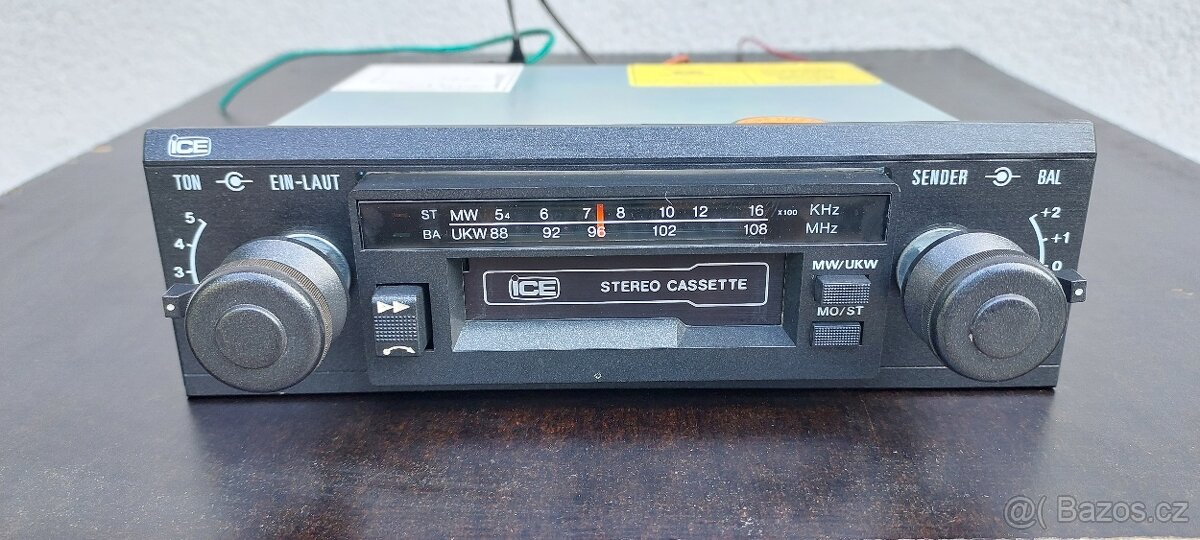 ICE
TON EIN-LAUT
SENDER BAL
5
4
3
ST MW 54 6 7 8 10 12 16 x100 KHz
BA UKW 88 92 96 102 108 MHz
+2
+1
0
ICE STEREO CASSETTE
MW/UKW
MO/ST
@( Bazos.cz